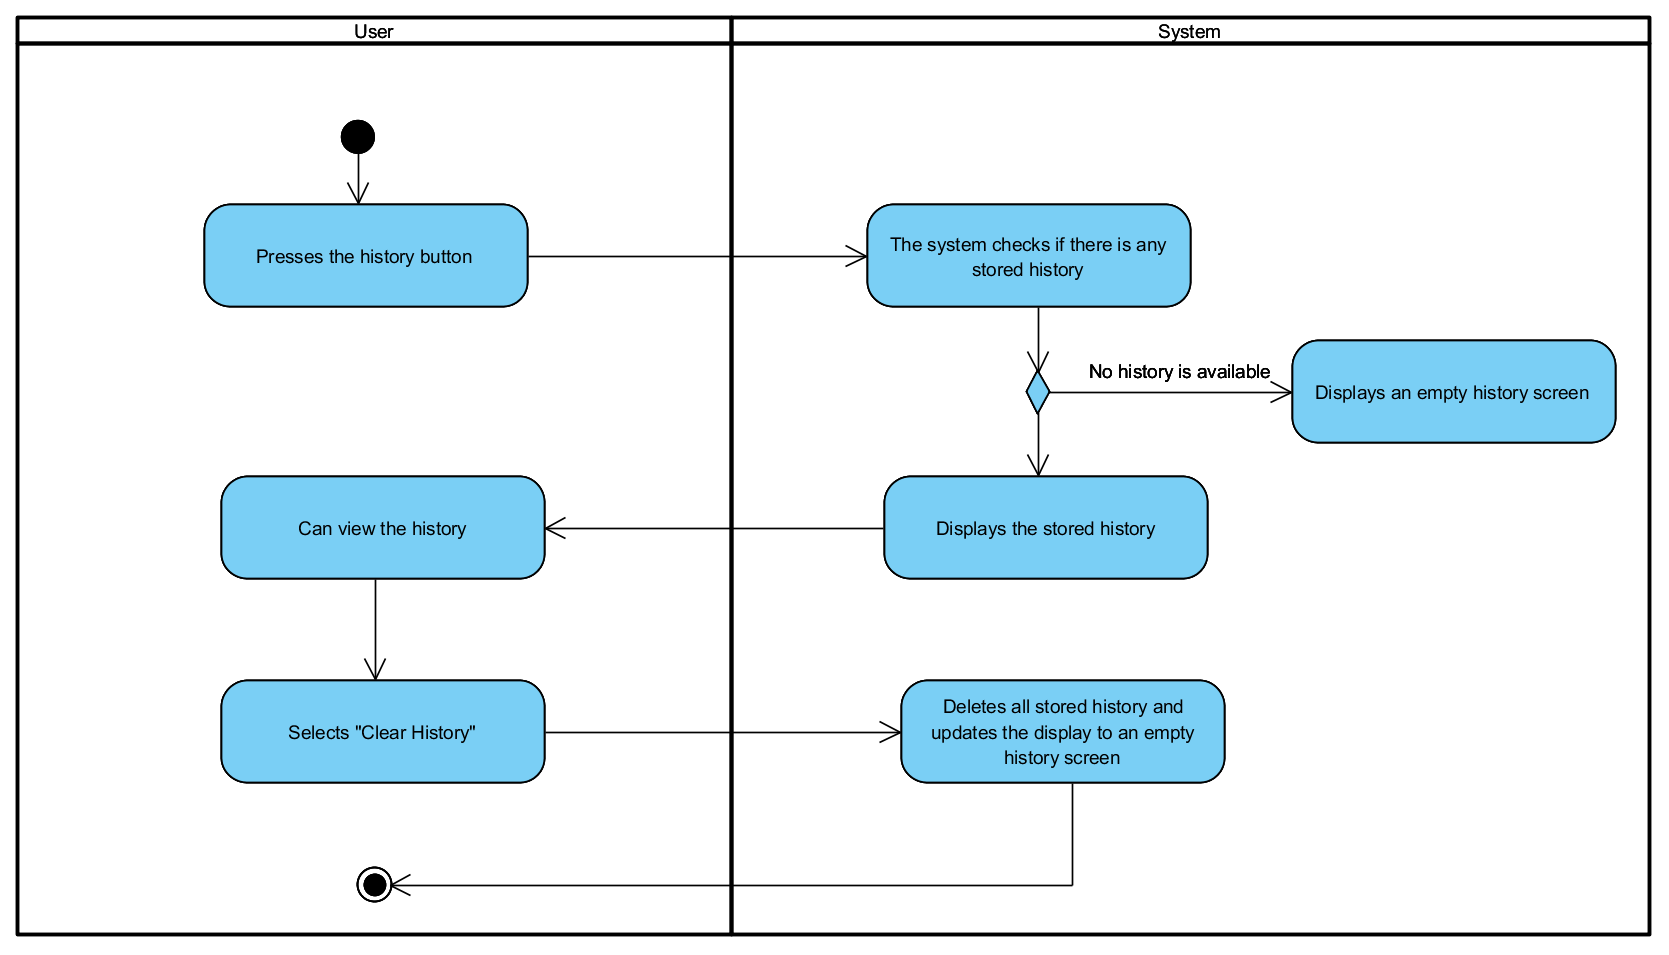 User
System
Presses the history button
The system checks if there is any
stored history
No history is available
Displays an empty history screen
Can view the history
Displays the stored history
Selects "Clear History"
Deletes all stored history and
updates the display to an empty
history screen